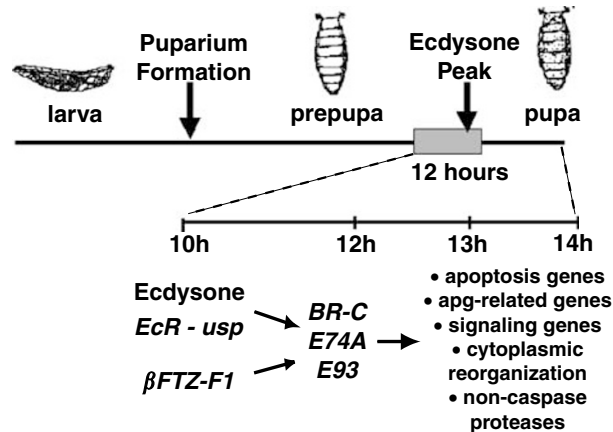 Puparium
Formation
Ecdysone
Peak
larva
prepupa
pupa
12 hours
10h
12h
13h
14h
Ecdysone
EcR - usp
βFTZ-F1
BR-C
E74A
E93
• apoptosis genes
• apg-related genes
• signaling genes
• cytoplasmic
reorganization
• non-caspase
proteases